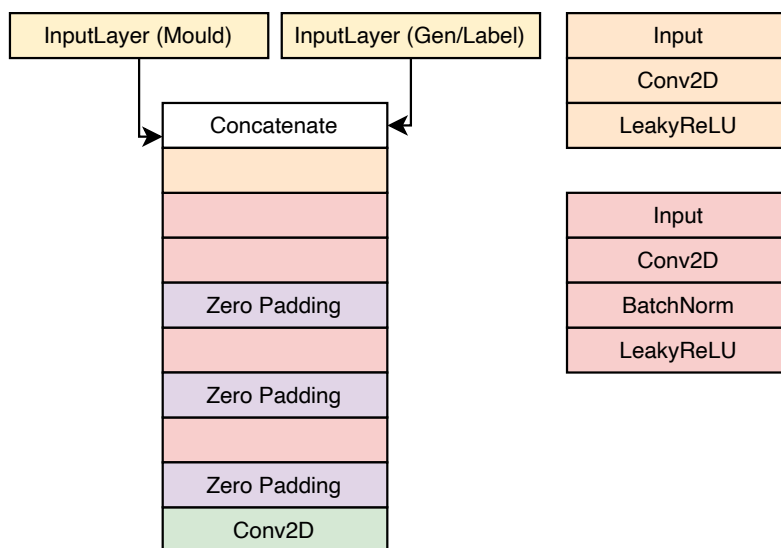 InputLayer (Mould)
InputLayer (Gen/Label)
Concatenate
Zero Padding
Zero Padding
Zero Padding
Conv2D
Input
Conv2D
LeakyReLU
Input
Conv2D
BatchNorm
LeakyReLU